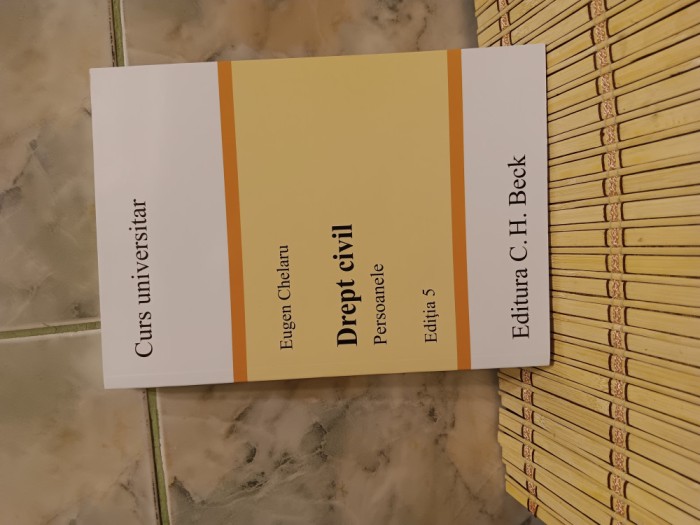 Curs universitar
Eugen Chelaru
Drept civil
Persoanele
Ediția 5
Editura C. H. Beck